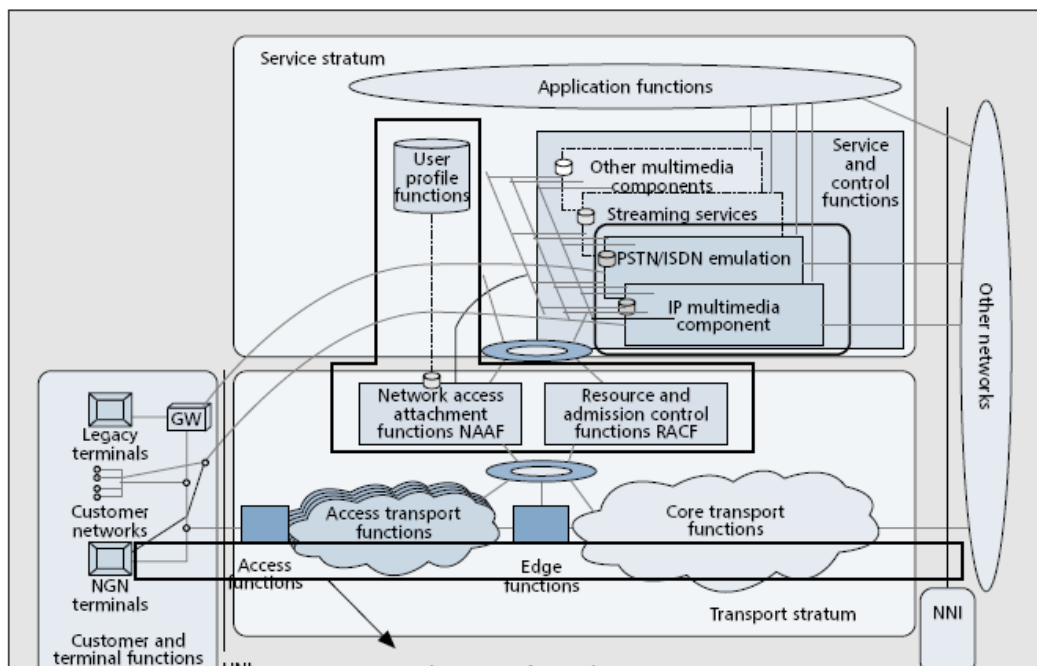 Service stratum
Application functions
User
profile
functions
Other multimedia
components
Service
and
control
functions
Streaming services
PSTN/ISDN emulation
IP multimedia
component
Other networks
Network access
attachment
functions NAAF
Resource and
admission control
functions RACF
GW
Legacy
terminals
Customer
networks
NGN
terminals
Customer and
terminal functions
Access transport
functions
Core transport
functions
Access
functions
Edge
functions
Transport stratum
NNI
UNI